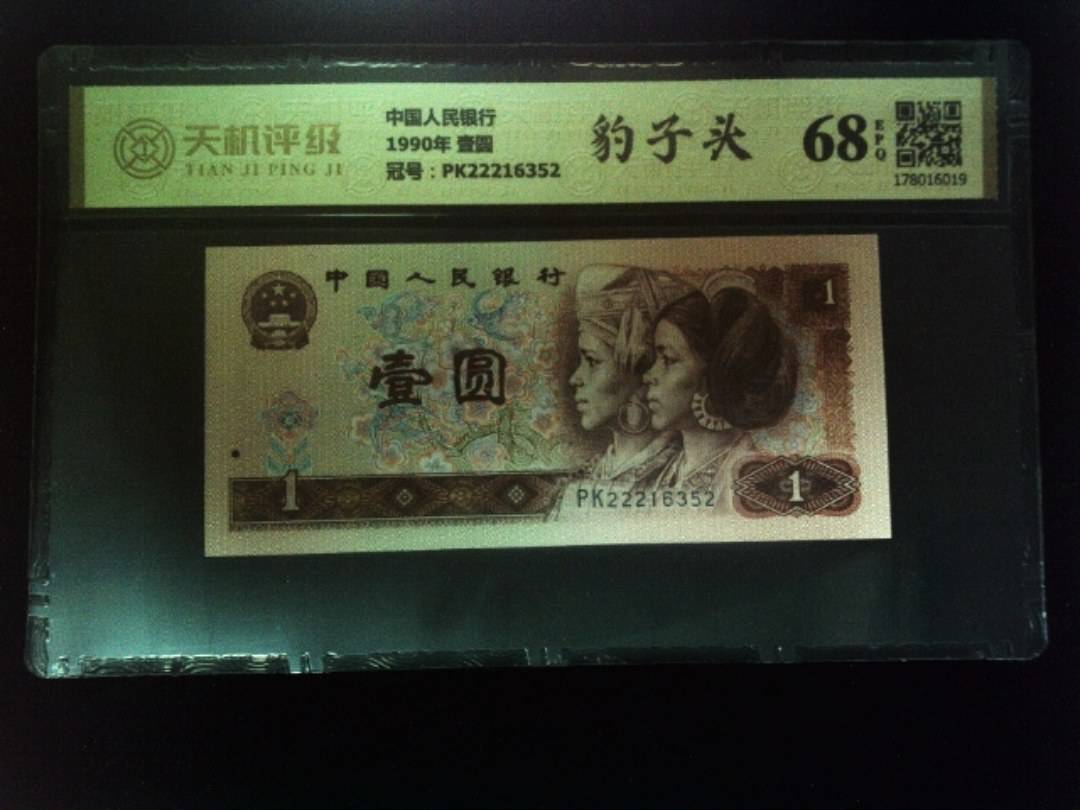 天机评级
TIAN JI PING JI
中国人民银行
1990年 壹圆
冠号：PK22216352
豹子头
68
EPQ
178016019
中国人民银行
1
壹圆
1
PK22216352
1